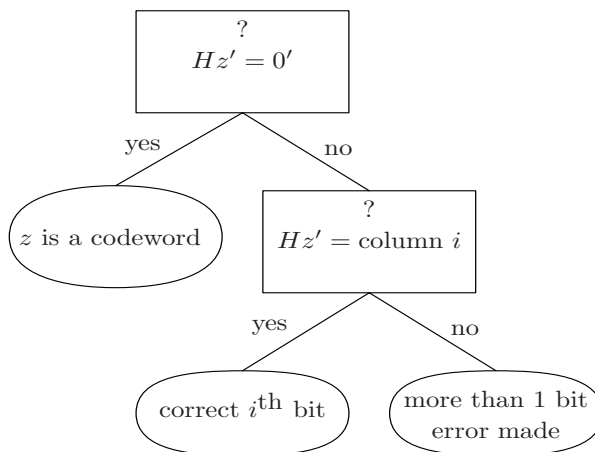 ?
Hz′ = 0′
yes
no
z is a codeword
?
Hz′ = column i
yes
no
correct iᵗʰ bit
more than 1 bit
error made